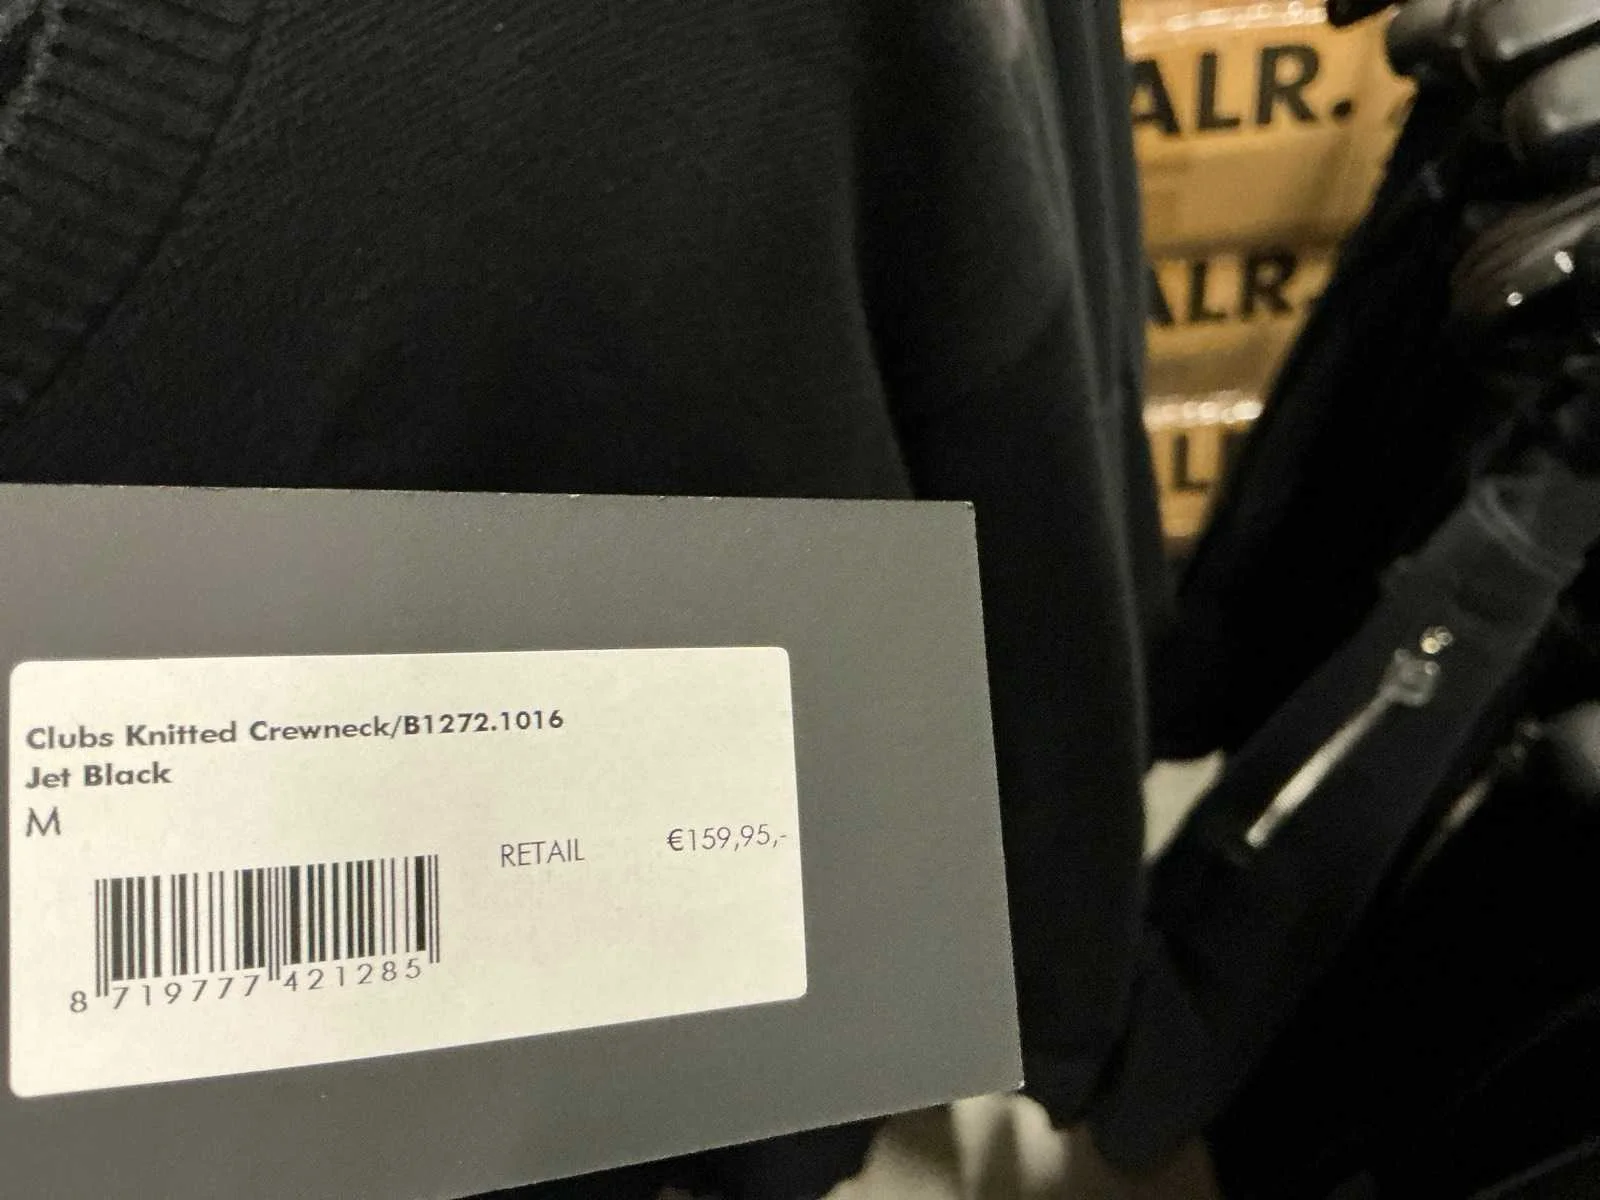 ALR.
ALR.
Clubs Knitted Crewneck/B1272.1016
Jet Black
M
RETAIL €159,95,-
8 719777 421285